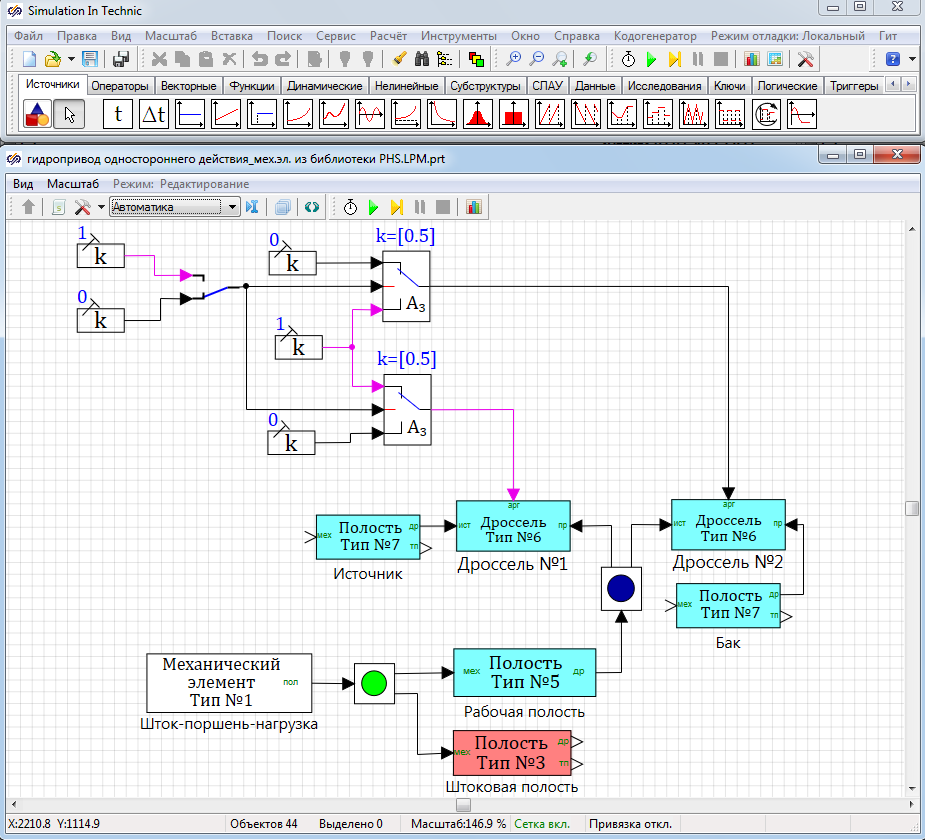 Simulation In Technic
Файл Правка Вид Масштаб Вставка Поиск Сервис Расчёт Инструменты Окно Справка Кодогенератор Режим отладки: Локальный Гит
Источники Операторы Векторные Функции Динамические Нелинейные Субструктуры СПАУ Данные Исследования Ключи Логические Триггеры
t Δt
гидропривод одностороннего действия_мех.эл. из библиотеки PHS.LPM.prt
Вид Масштаб Режим: Редактирование
Автоматика
1
k
0
k
k=[0.5]
A₃
0
k
1
k
k=[0.5]
A₃
0
k
мех
Полость
Тип №7
др
тп
Источник
арг
ист
Дроссель
Тип №6
пр
Дроссель №1
арг
ист
Дроссель
Тип №6
пр
Дроссель №2
мех
Полость
Тип №7
др
тп
Бак
Механический
элемент
Тип №1
пол
Шток-поршень-нагрузка
мех
Полость
Тип №5
др
Рабочая полость
мех
Полость
Тип №3
др
тп
Штоковая полость
X:2210.8 Y:1114.9 Объектов 44 Выделено 0 Масштаб:146.9 % Сетка вкл. Привязка откл.